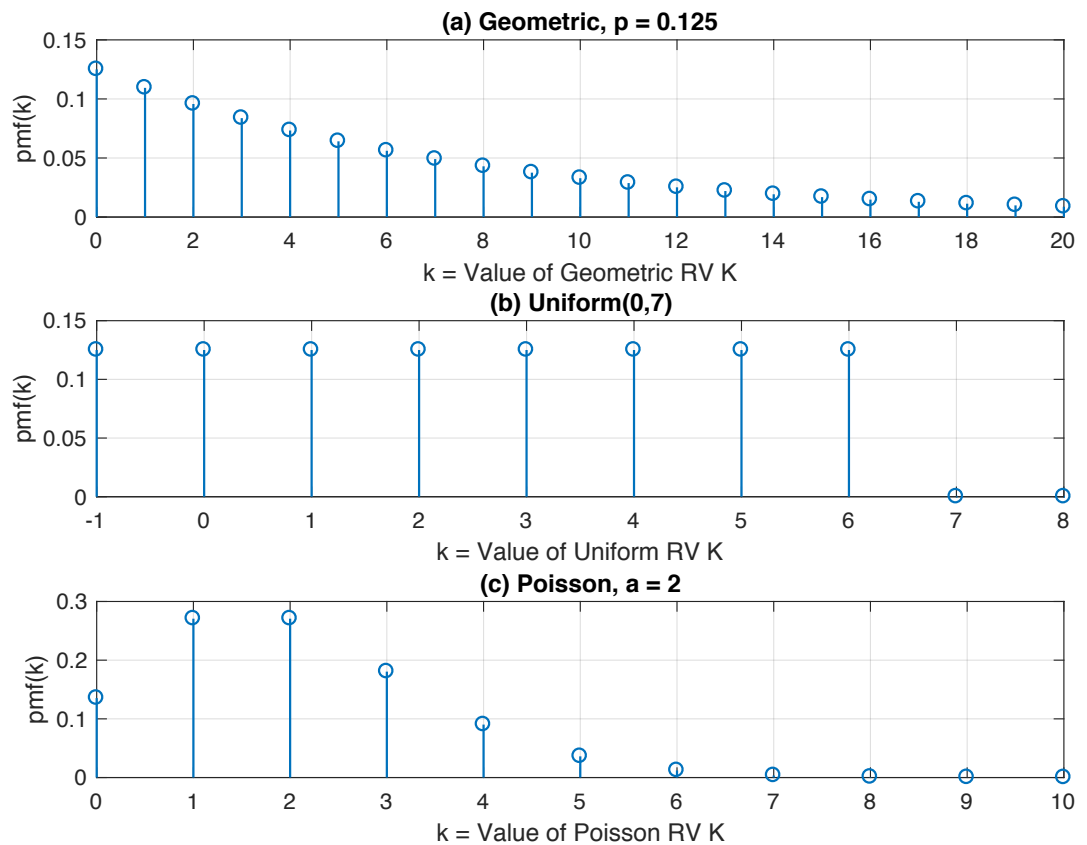 (a) Geometric, p = 0.125
0.15
0.1
0.05
0
pmf(k)
0 2 4 6 8 10 12 14 16 18 20
k = Value of Geometric RV K
(b) Uniform(0,7)
0.15
0.1
0.05
0
pmf(k)
-1 0 1 2 3 4 5 6 7 8
k = Value of Uniform RV K
(c) Poisson, a = 2
0.3
0.2
0.1
0
pmf(k)
0 1 2 3 4 5 6 7 8 9 10
k = Value of Poisson RV K